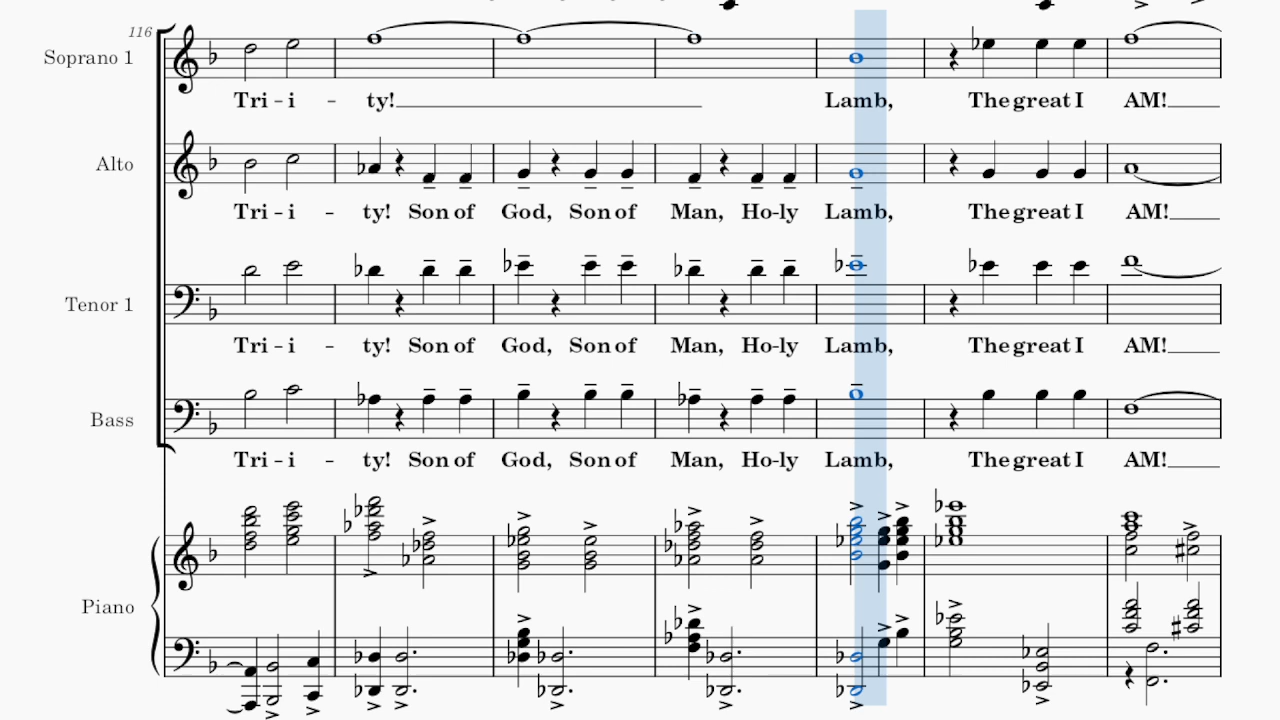 116
Soprano 1
Tri - i - ty! Lamb, The great I AM!
Alto
Tri - i - ty! Son of God, Son of Man, Ho-ly Lamb, The great I AM!
Tenor 1
Tri - i - ty! Son of God, Son of Man, Ho-ly Lamb, The great I AM!
Bass
Tri - i - ty! Son of God, Son of Man, Ho-ly Lamb, The great I AM!
Piano